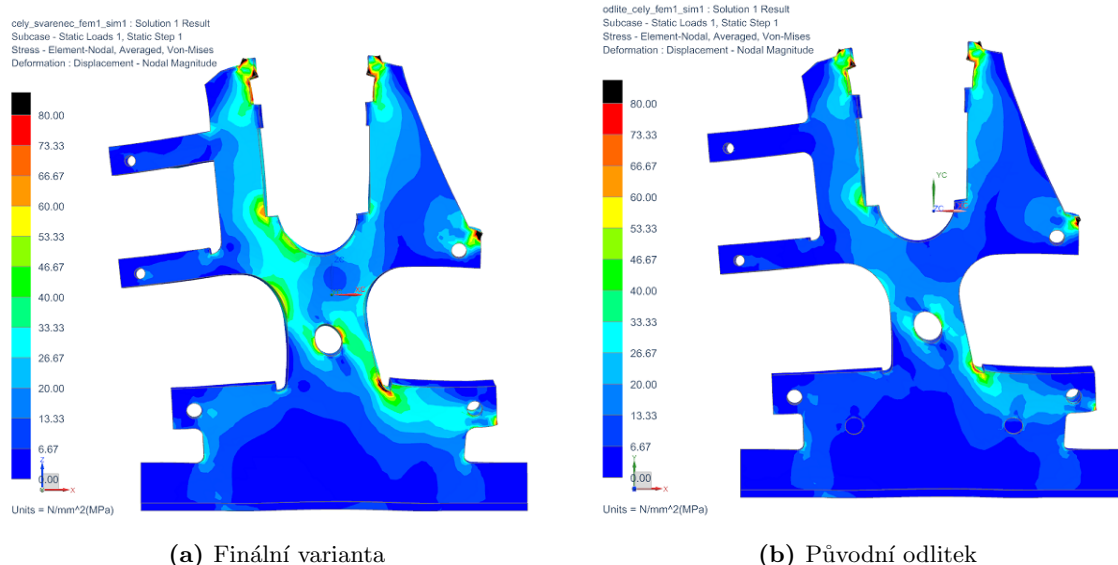 cely_svarenec_fem1_sim1 : Solution 1 Result
Subcase - Static Loads 1, Static Step 1
Stress - Element-Nodal, Averaged, Von-Mises
Deformation : Displacement - Nodal Magnitude
80.00
73.33
66.67
60.00
53.33
46.67
40.00
33.33
26.67
20.00
13.33
6.67
0.00
Z
X
Units = N/mm^2(MPa)
(a) Finální varianta
odlite_cely_fem1_sim1 : Solution 1 Result
Subcase - Static Loads 1, Static Step 1
Stress - Element-Nodal, Averaged, Von-Mises
Deformation : Displacement - Nodal Magnitude
80.00
73.33
66.67
60.00
53.33
46.67
40.00
33.33
26.67
20.00
13.33
6.67
0.00
YC
Y
X
Units = N/mm^2(MPa)
(b) Původní odlitek